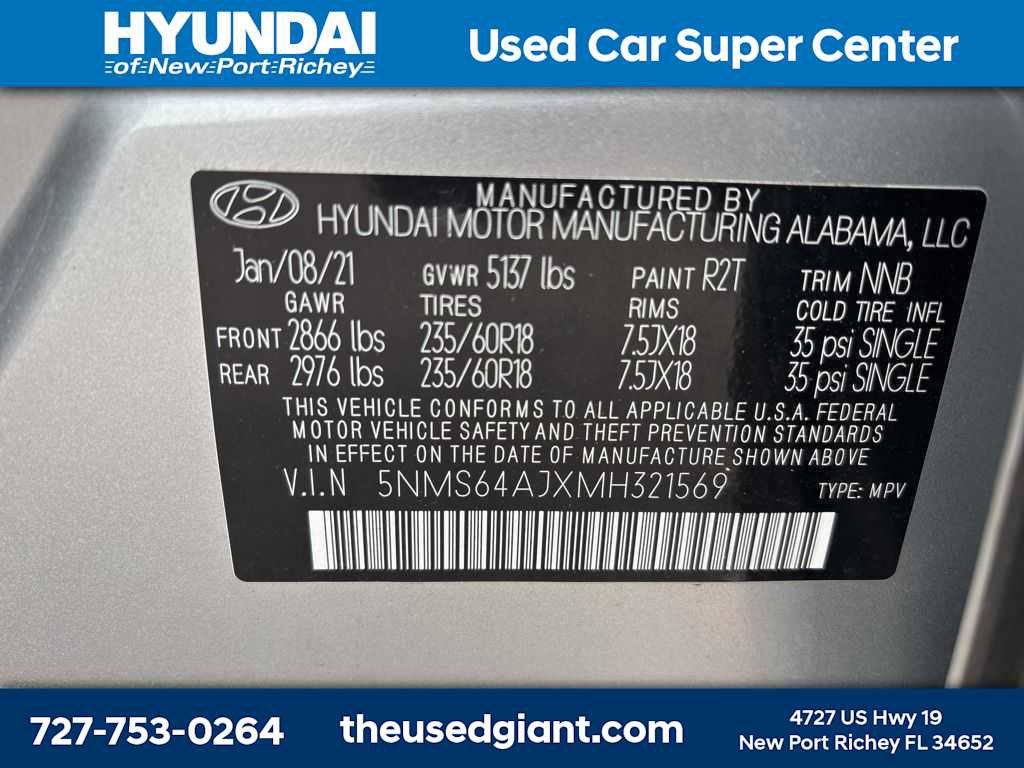 HYUNDAI
of New Port Richey
Used Car Super Center
MANUFACTURED BY
HYUNDAI MOTOR MANUFACTURING ALABAMA, LLC
Jan/08/21 GVWR 5137 lbs PAINT R2T TRIM NNB
GAWR TIRES RIMS COLD TIRE INFL
FRONT 2866 lbs 235/60R18 7.5JX18 35 psi SINGLE
REAR 2976 lbs 235/60R18 7.5JX18 35 psi SINGLE
THIS VEHICLE CONFORMS TO ALL APPLICABLE U.S.A. FEDERAL
MOTOR VEHICLE SAFETY AND THEFT PREVENTION STANDARDS
IN EFFECT ON THE DATE OF MANUFACTURE SHOWN ABOVE
V.I.N 5NMS64AJXMH321569 TYPE: MPV
727-753-0264
theusedgiant.com
4727 US Hwy 19
New Port Richey FL 34652